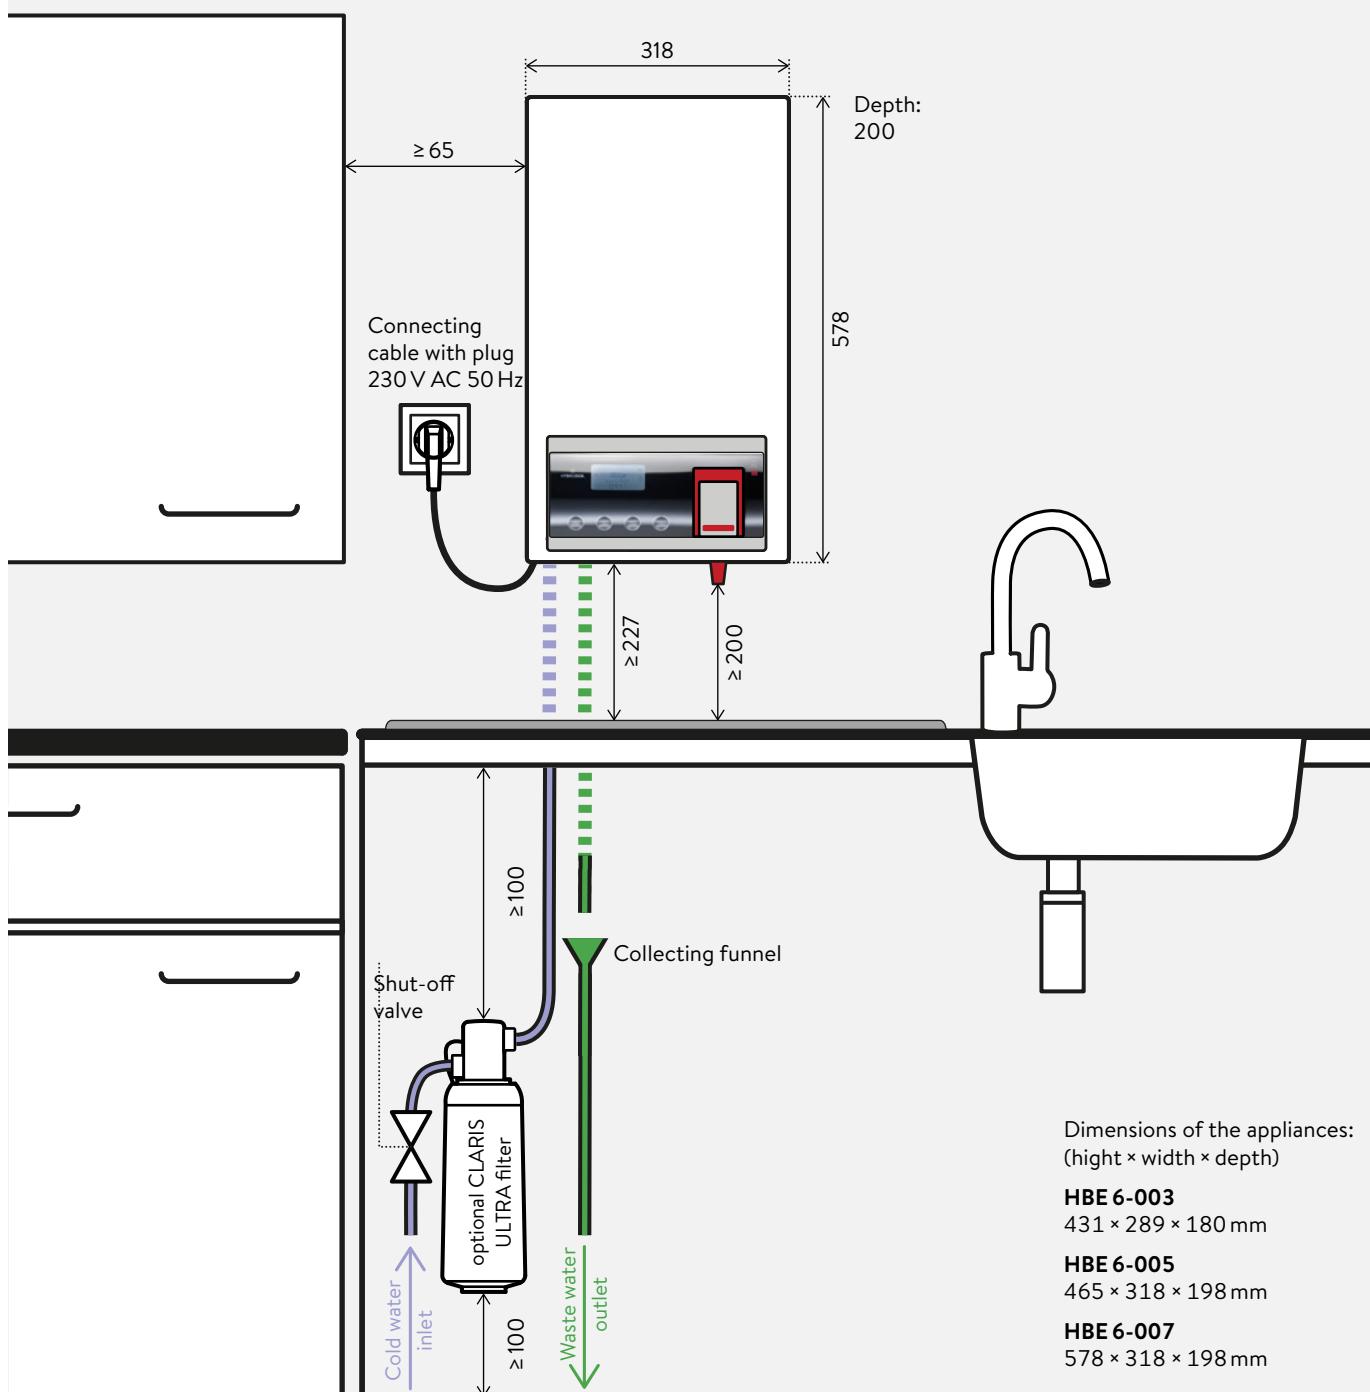 318
Depth:
200
≥ 65
578
Connecting
cable with plug
230 V AC 50 Hz
≥ 227
≥ 200
≥100
Collecting funnel
Shut-off
valve
optional CLARIS
ULTRA filter
Cold water
inlet
Waste water
outlet
≥ 100
Dimensions of the appliances:
(hight × width × depth)
HBE 6-003
431 × 289 × 180 mm
HBE 6-005
465 × 318 × 198 mm
HBE 6-007
578 × 318 × 198 mm